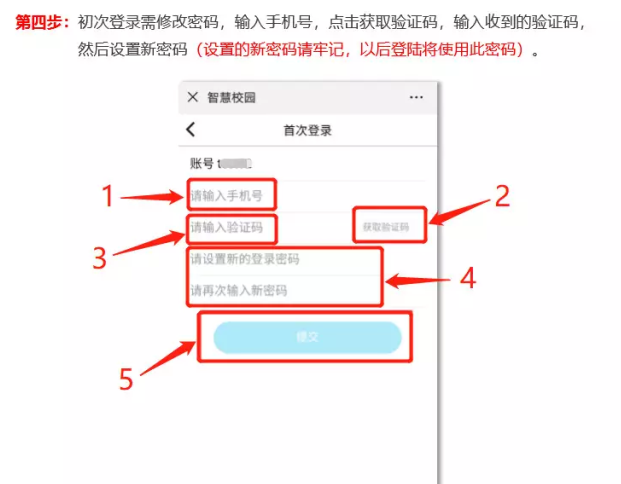 第四步：初次登录需修改密码，输入手机号，点击获取验证码，输入收到的验证码，
然后设置新密码（设置的新密码请牢记，以后登陆将使用此密码）。
智慧校园
首次登录
账号 t
1
请输入手机号
2
请输入验证码
获取验证码
3
请设置新的登录密码
4
请再次输入新密码
提交
5